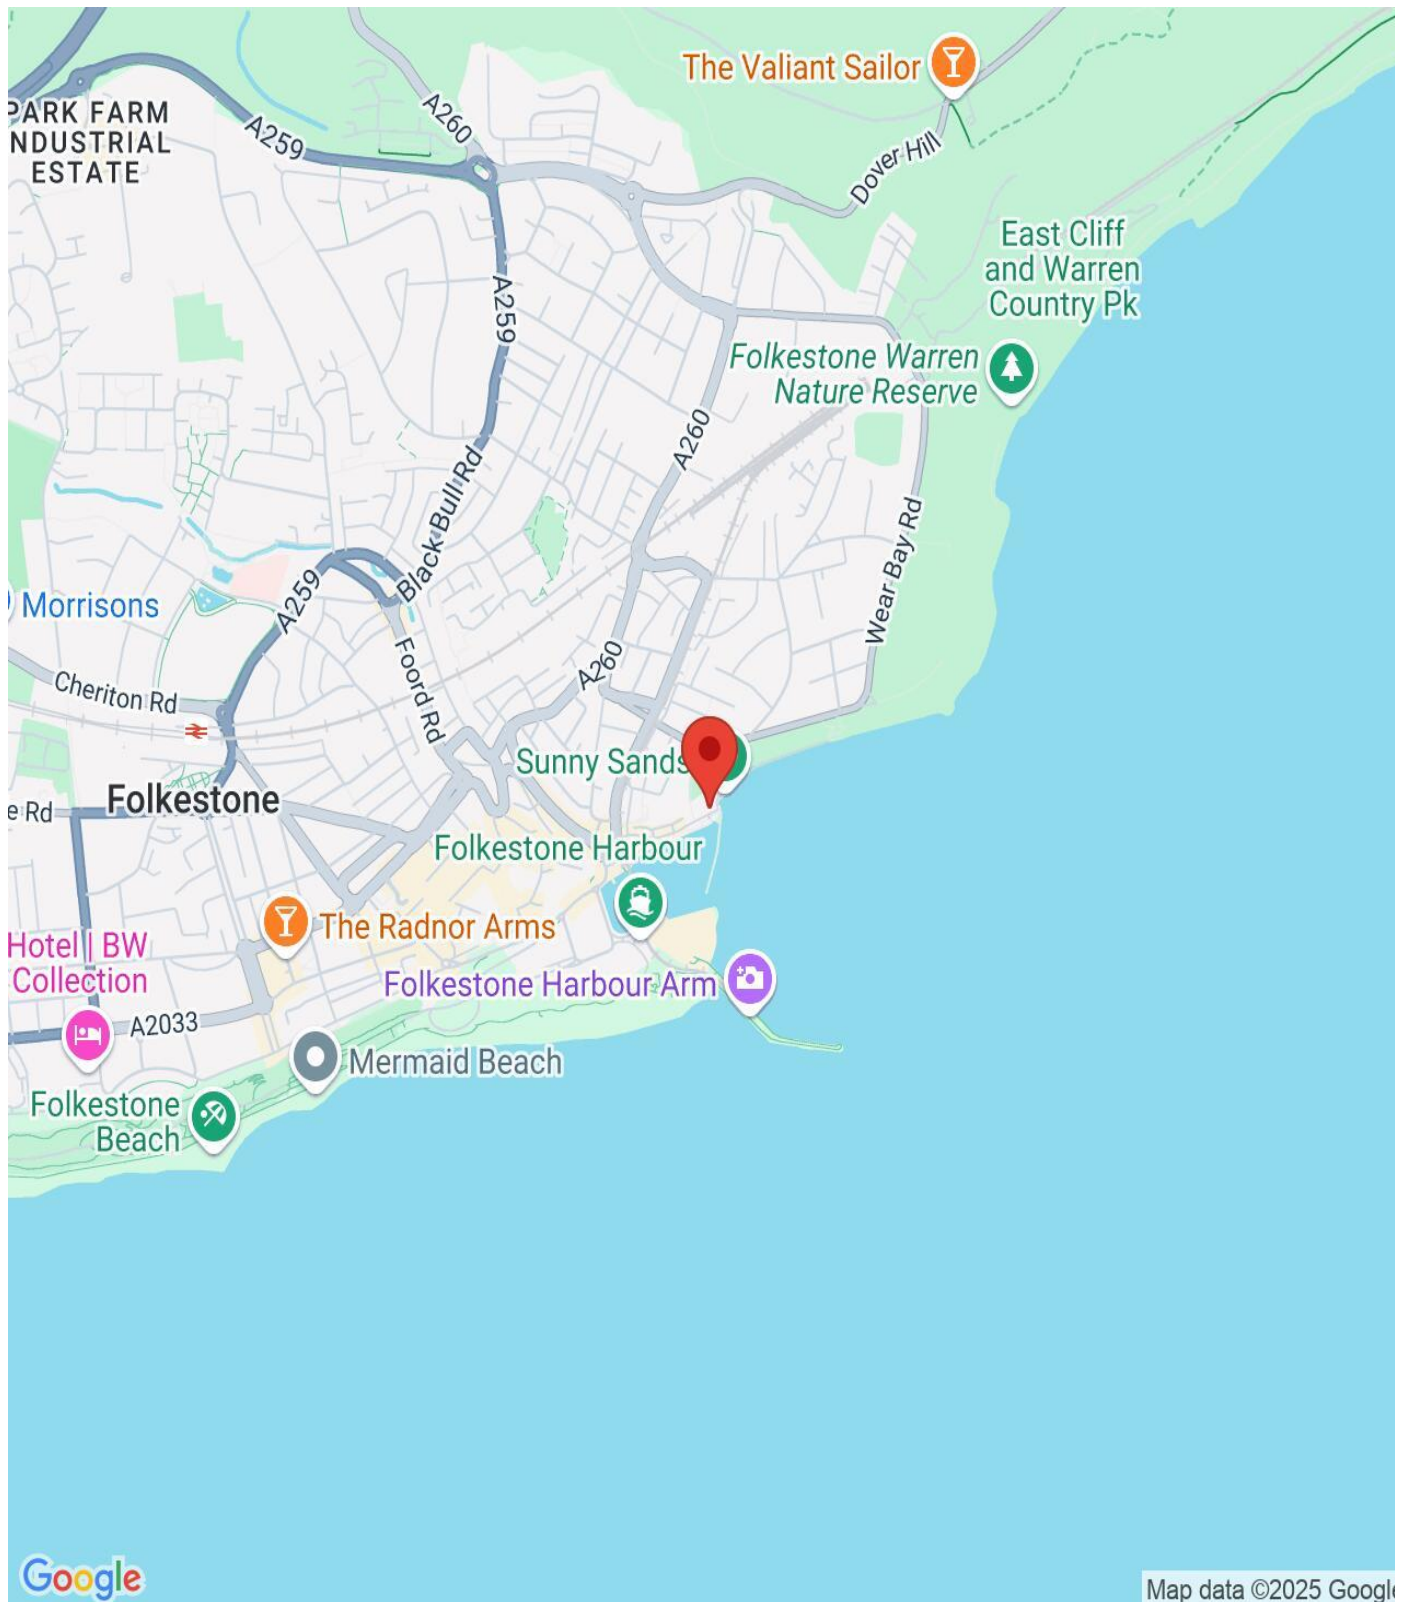 The Valiant Sailor
PARK FARM
NDUSTRIAL
ESTATE
A260
A259
Dover Hill
East Cliff
and Warren
Country Pk
A259
Folkestone Warren
Nature Reserve
A260
Black Bull Rd
Wear Bay Rd
Morrisons
A259
Foord Rd
A260
Cheriton Rd
Sunny Sands
Folkestone
e Rd
Folkestone Harbour
The Radnor Arms
Hotel | BW
Collection
Folkestone Harbour Arm
A2033
Mermaid Beach
Folkestone
Beach
Google
Map data ©2025 Google